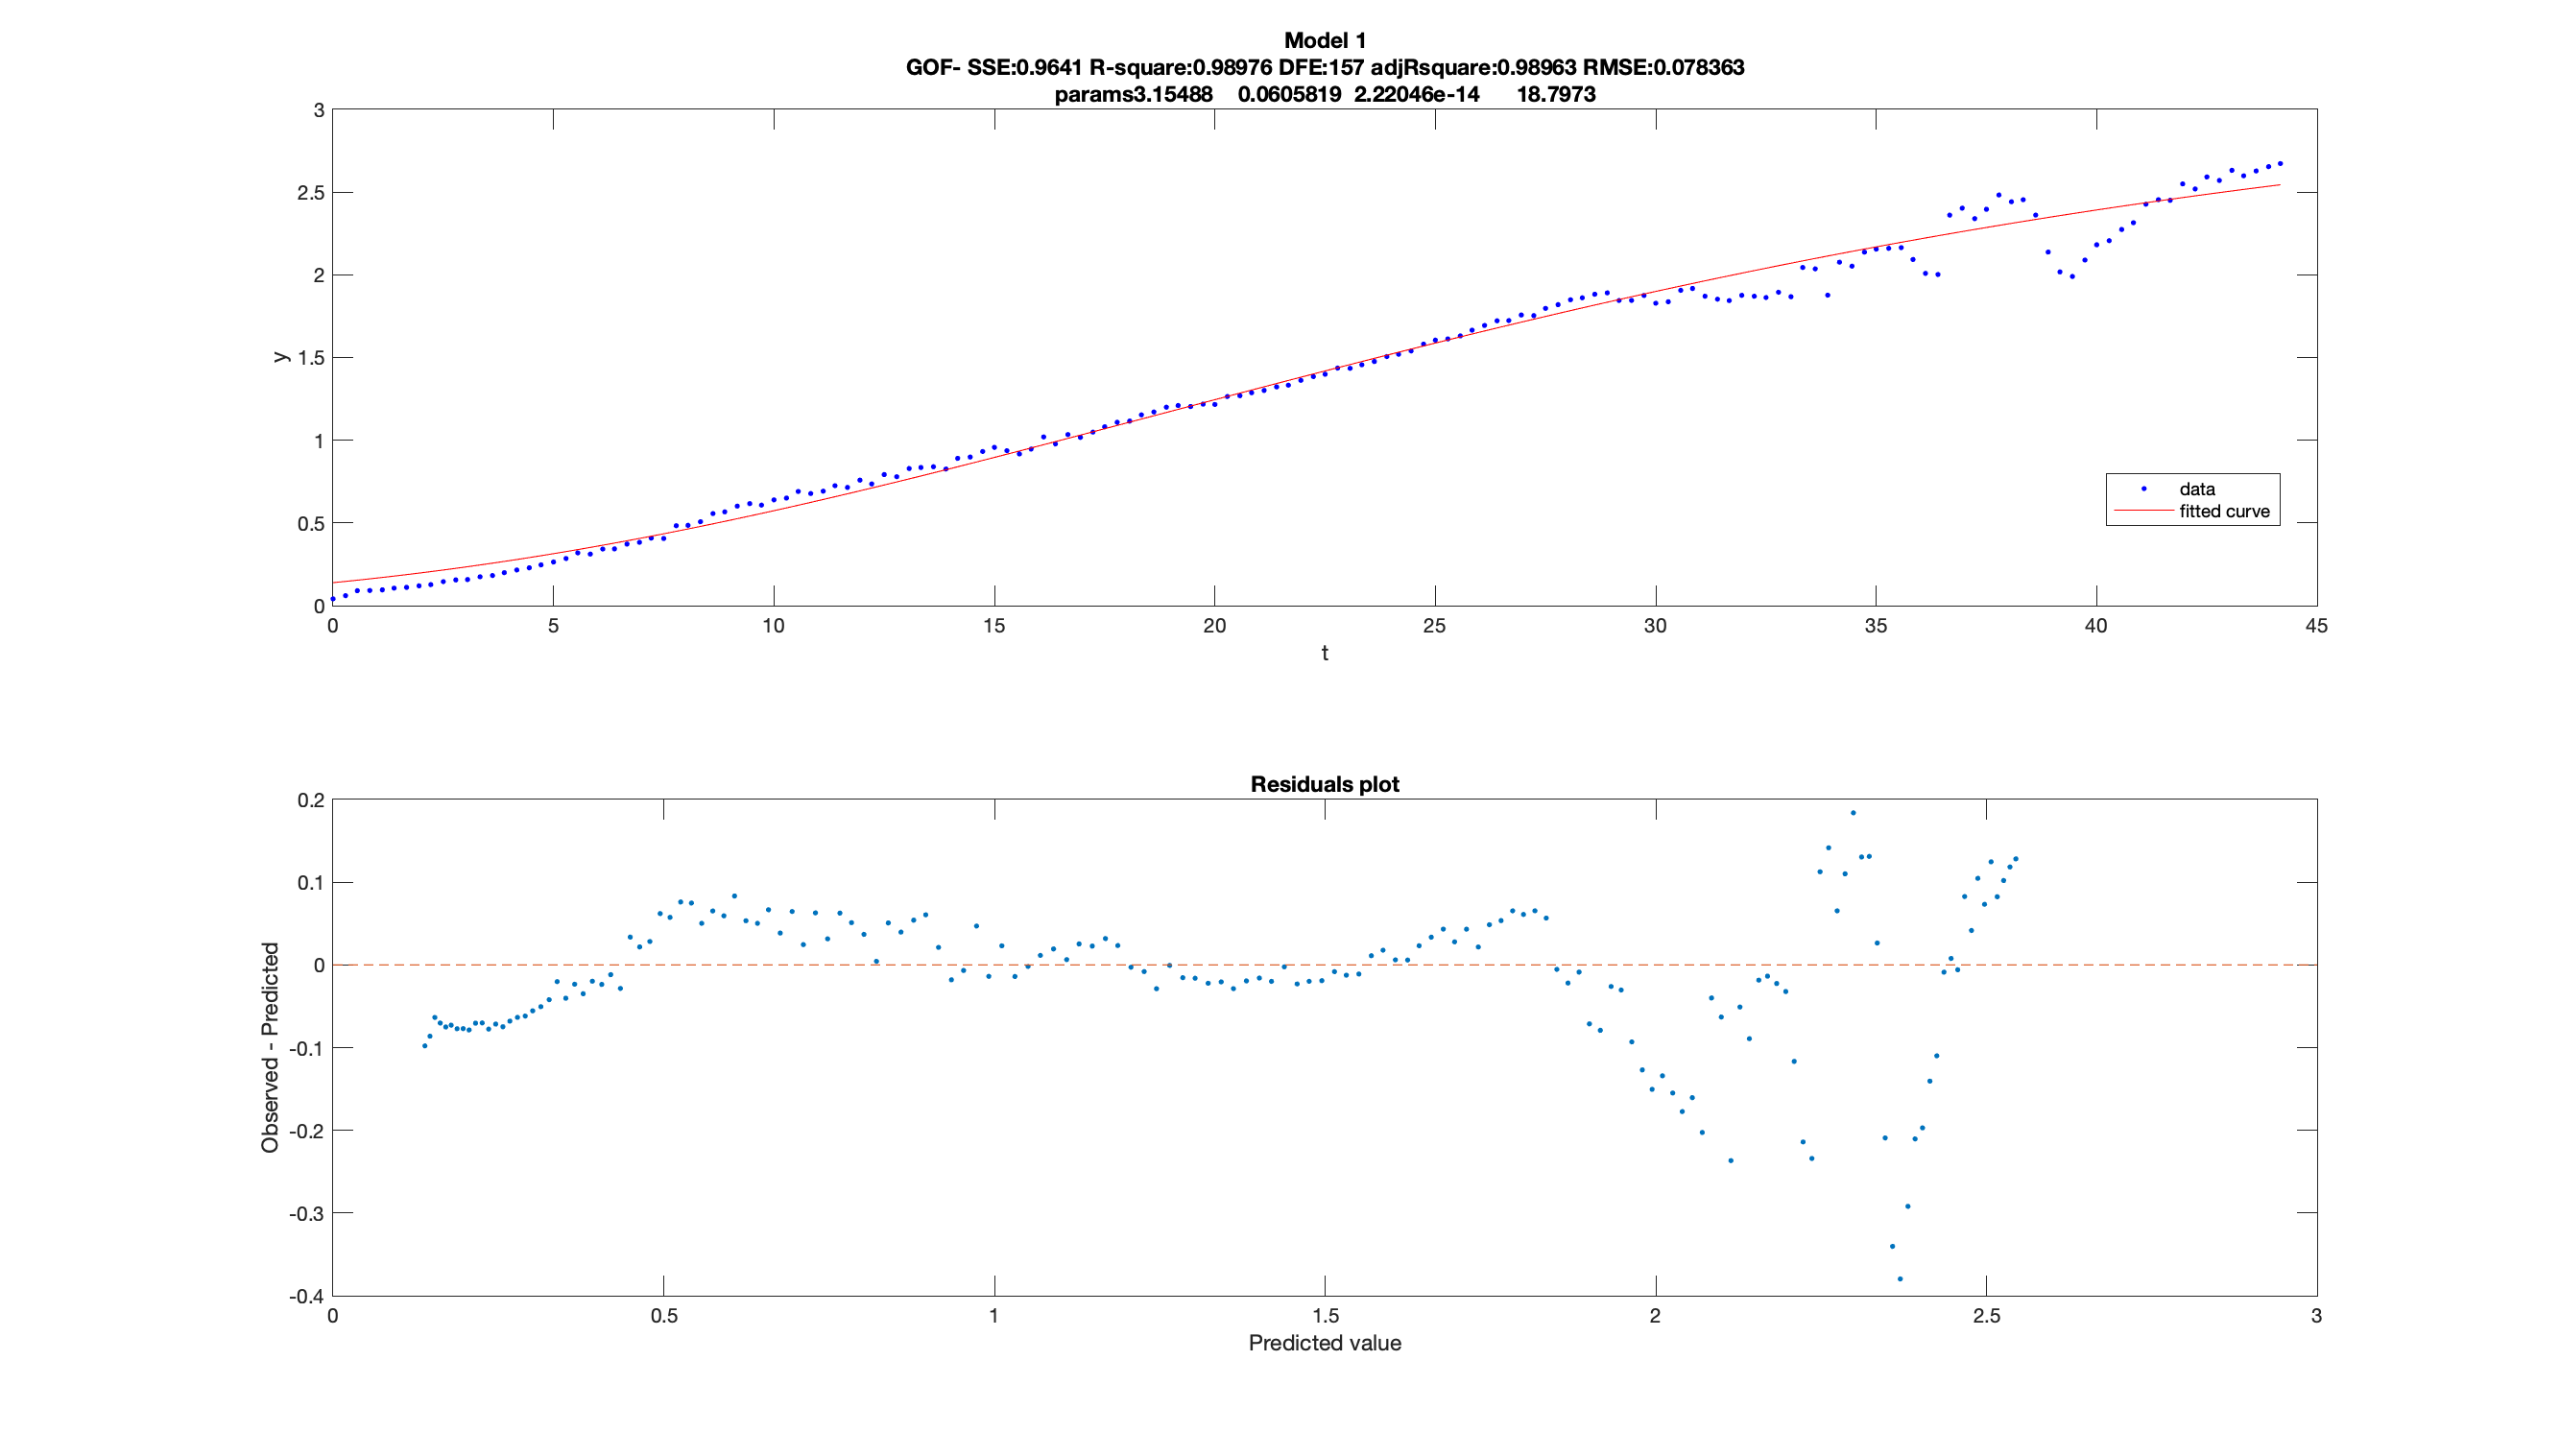 Model 1
GOF- SSE:0.9641 R-square:0.98976 DFE:157 adjRsquare:0.98963 RMSE:0.078363
params3.15488 0.0605819 2.22046e-14 18.7973
3
2.5
2
1.5
1
0.5
0
y
0 5 10 15 20 25 30 35 40 45
t
data
fitted curve
Residuals plot
0.2
0.1
0
-0.1
-0.2
-0.3
-0.4
Observed - Predicted
0 0.5 1 1.5 2 2.5 3
Predicted value